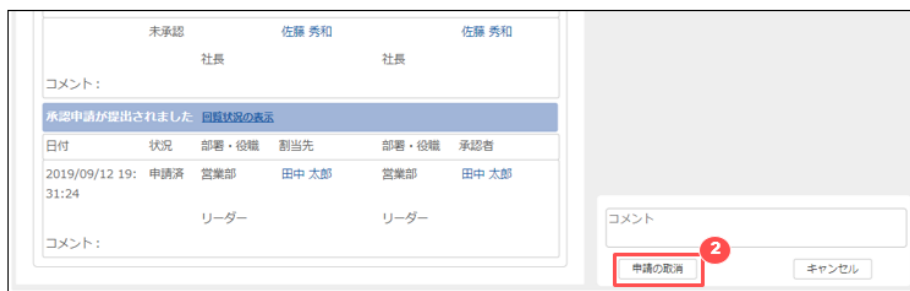 未承認 佐藤 秀和 佐藤 秀和
社長 社長
コメント：
承認申請が提出されました 回覧状況の表示
日付 状況 部署・役職 割当先 部署・役職 承認者
2019/09/12 19: 申請済 営業部 田中 太郎 営業部 田中 太郎
31:24
リーダー リーダー
コメント：
コメント
2
申請の取消 キャンセル